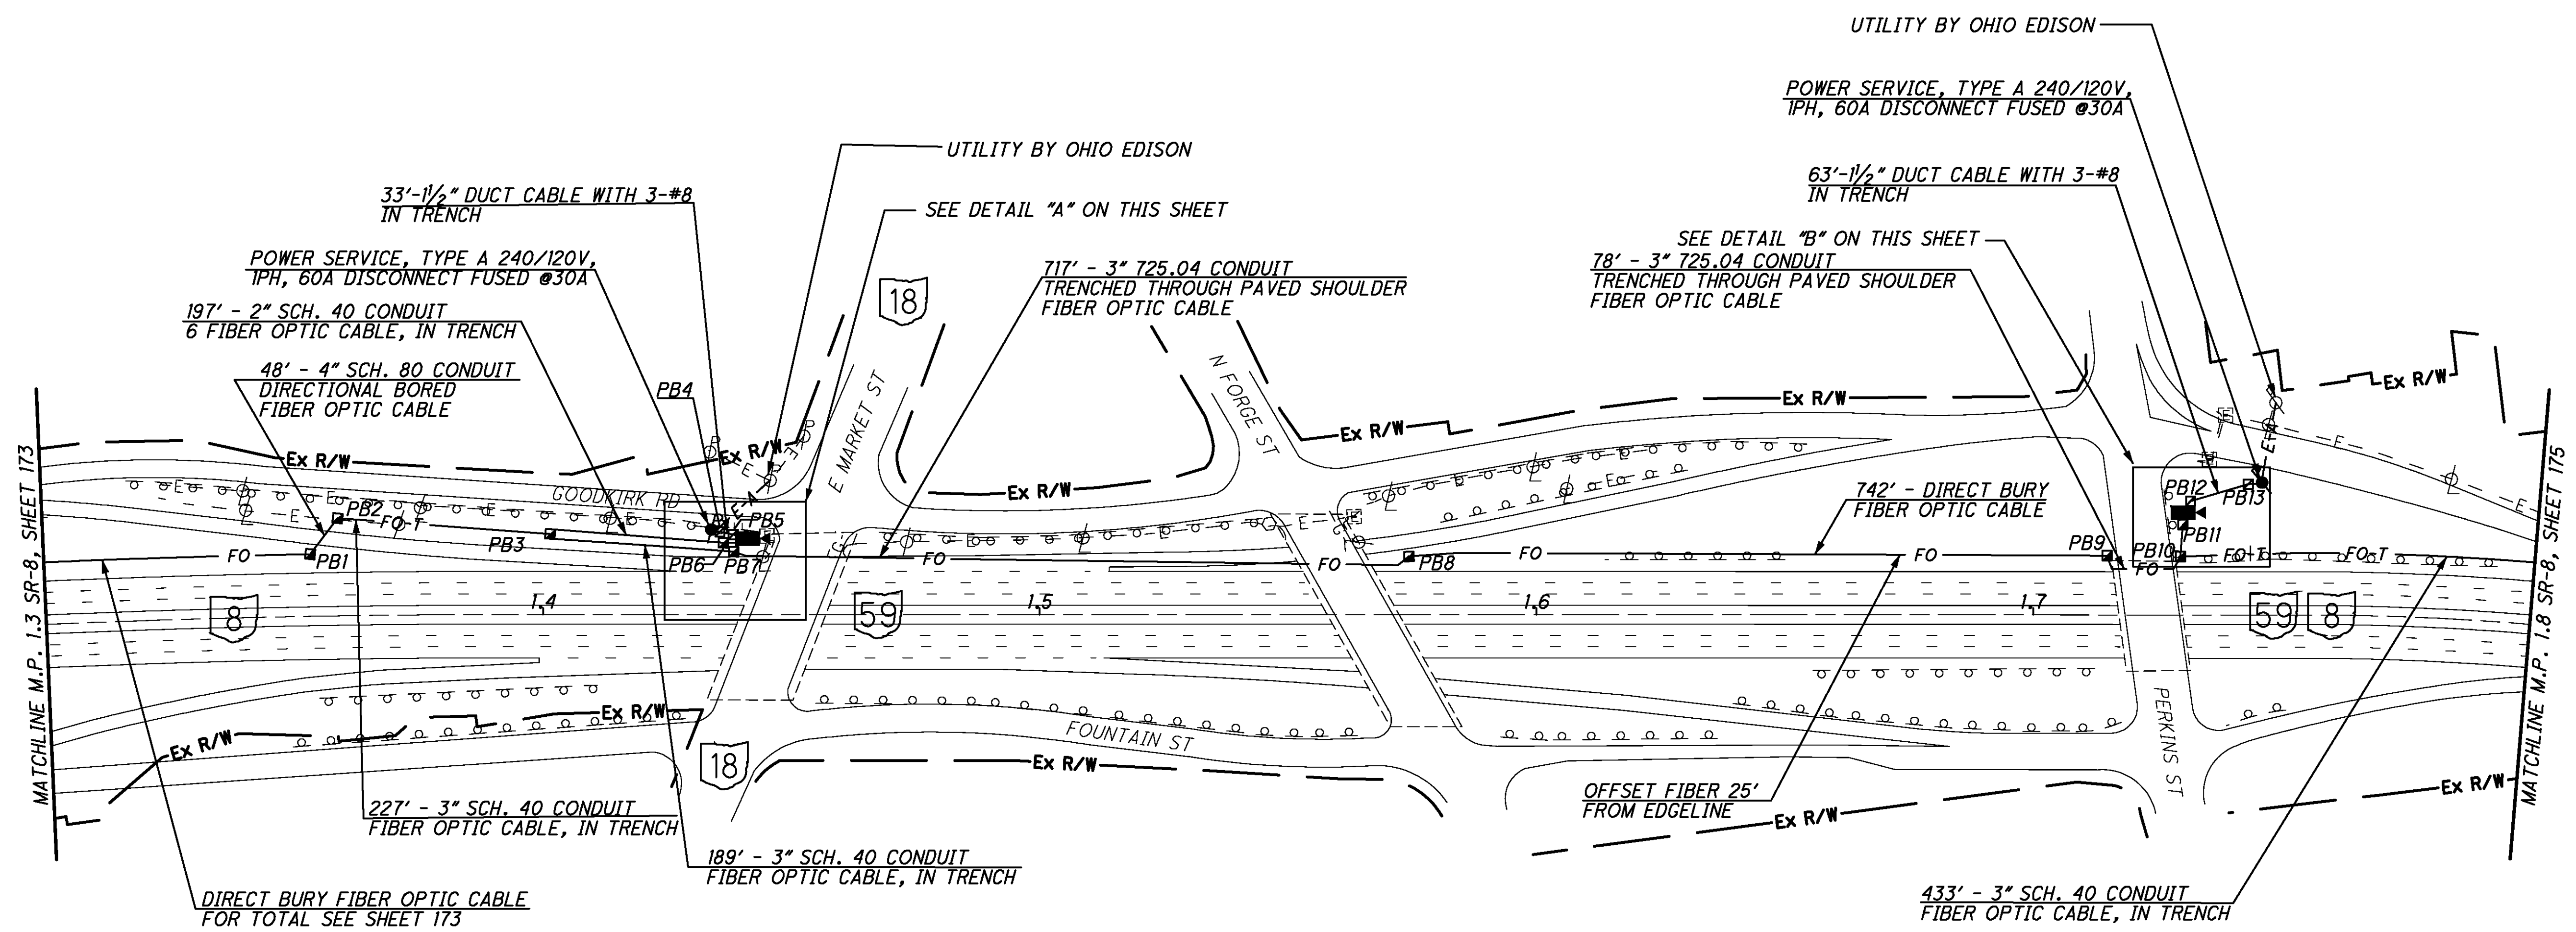 UTILITY BY OHIO EDISON
POWER SERVICE, TYPE A 240/120V,
1PH, 60A DISCONNECT FUSED @30A
UTILITY BY OHIO EDISON
63'-1½" DUCT CABLE WITH 3-#8
IN TRENCH
33'-1½" DUCT CABLE WITH 3-#8
IN TRENCH
SEE DETAIL "A" ON THIS SHEET
SEE DETAIL "B" ON THIS SHEET
POWER SERVICE, TYPE A 240/120V,
1PH, 60A DISCONNECT FUSED @30A
717' - 3" 725.04 CONDUIT
TRENCHED THROUGH PAVED SHOULDER
FIBER OPTIC CABLE
78' - 3" 725.04 CONDUIT
TRENCHED THROUGH PAVED SHOULDER
FIBER OPTIC CABLE
18
197' - 2" SCH. 40 CONDUIT
6 FIBER OPTIC CABLE, IN TRENCH
48' - 4" SCH. 80 CONDUIT
DIRECTIONAL BORED
FIBER OPTIC CABLE
PB4
E MARKET ST
N FORGE ST
Ex R/W
Ex R/W
Ex R/W
Ex R/W
Ex R/W
Ex R/W
MATCHLINE M.P. 1.3 SR-8, SHEET 173
MATCHLINE M.P. 1.8 SR-8, SHEET 175
GOODKIRK RD
742' - DIRECT BURY
FIBER OPTIC CABLE
PB2
FO-T
PB5
PB12
PB13
PB3
PB11
FO
PB1
PB6
PB7
FO
FO
PB8
FO
FO
PB9
PB10
FO
FO-T
FO-T
8
1.4
59
1.5
1.6
1.7
59
8
Ex R/W
Ex R/W
18
FOUNTAIN ST
Ex R/W
PERKINS ST
OFFSET FIBER 25'
FROM EDGELINE
Ex R/W
Ex R/W
227' - 3" SCH. 40 CONDUIT
FIBER OPTIC CABLE, IN TRENCH
189' - 3" SCH. 40 CONDUIT
FIBER OPTIC CABLE, IN TRENCH
DIRECT BURY FIBER OPTIC CABLE
FOR TOTAL SEE SHEET 173
433' - 3" SCH. 40 CONDUIT
FIBER OPTIC CABLE, IN TRENCH